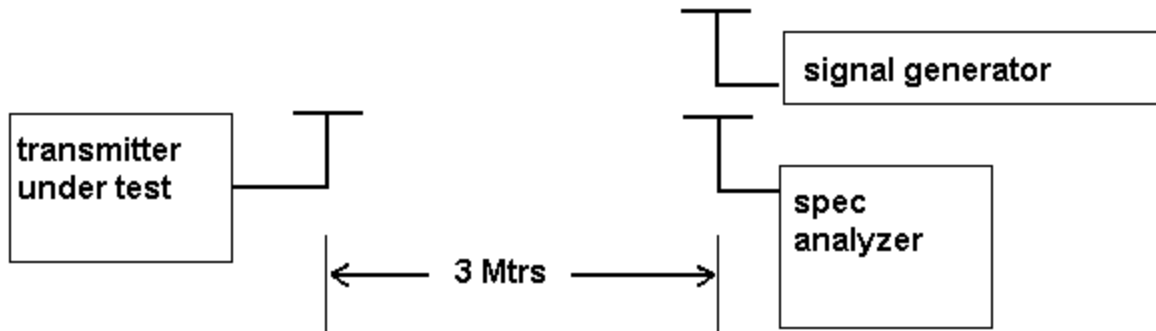 signal generator
transmitter
under test
spec
analyzer
3 Mtrs